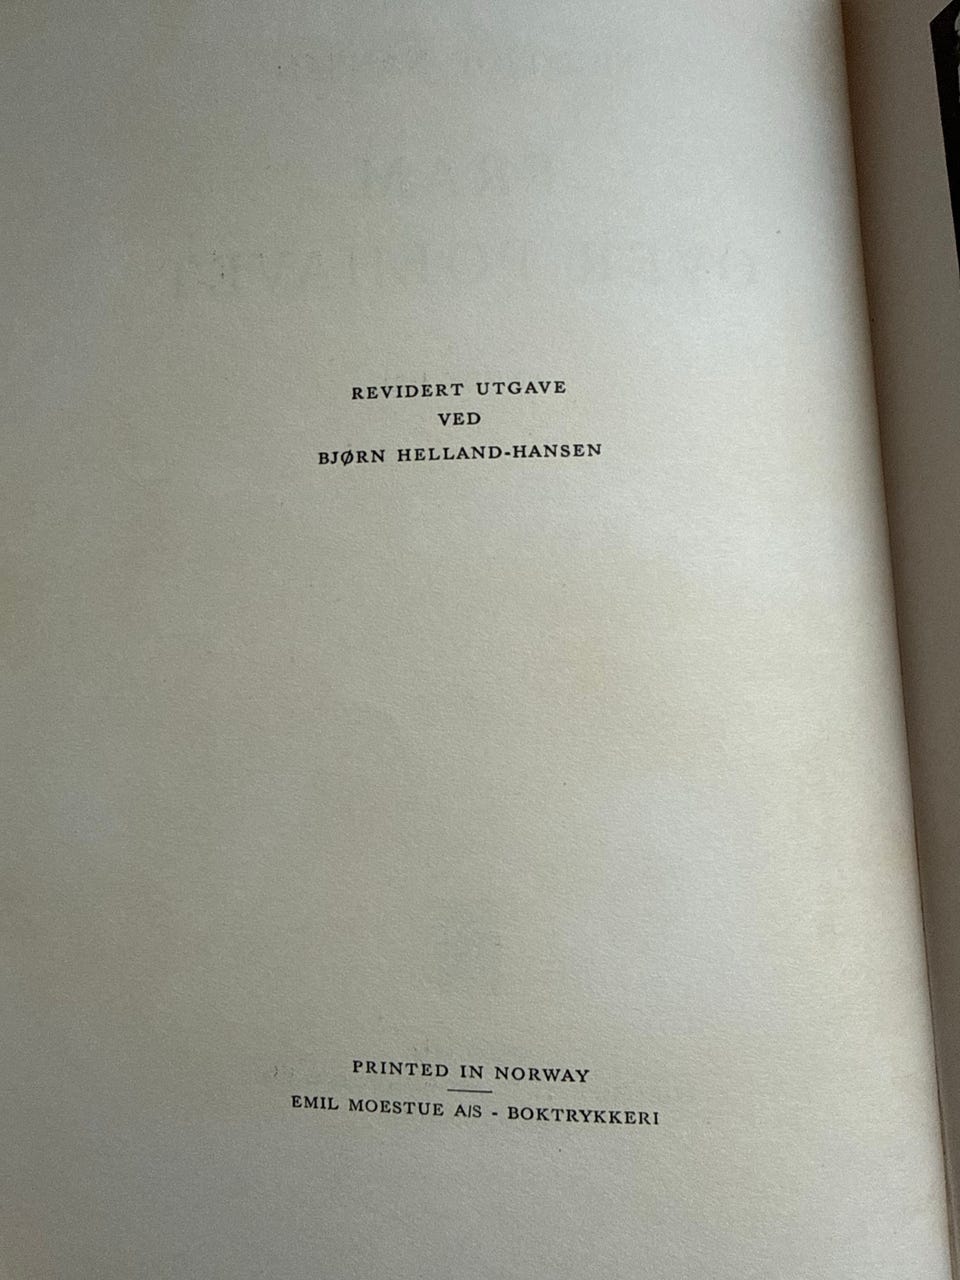 REVIDERT UTGAVE
VED
BJØRN HELLAND-HANSEN
PRINTED IN NORWAY
EMIL MOESTUE A/S - BOKTRYKKERI